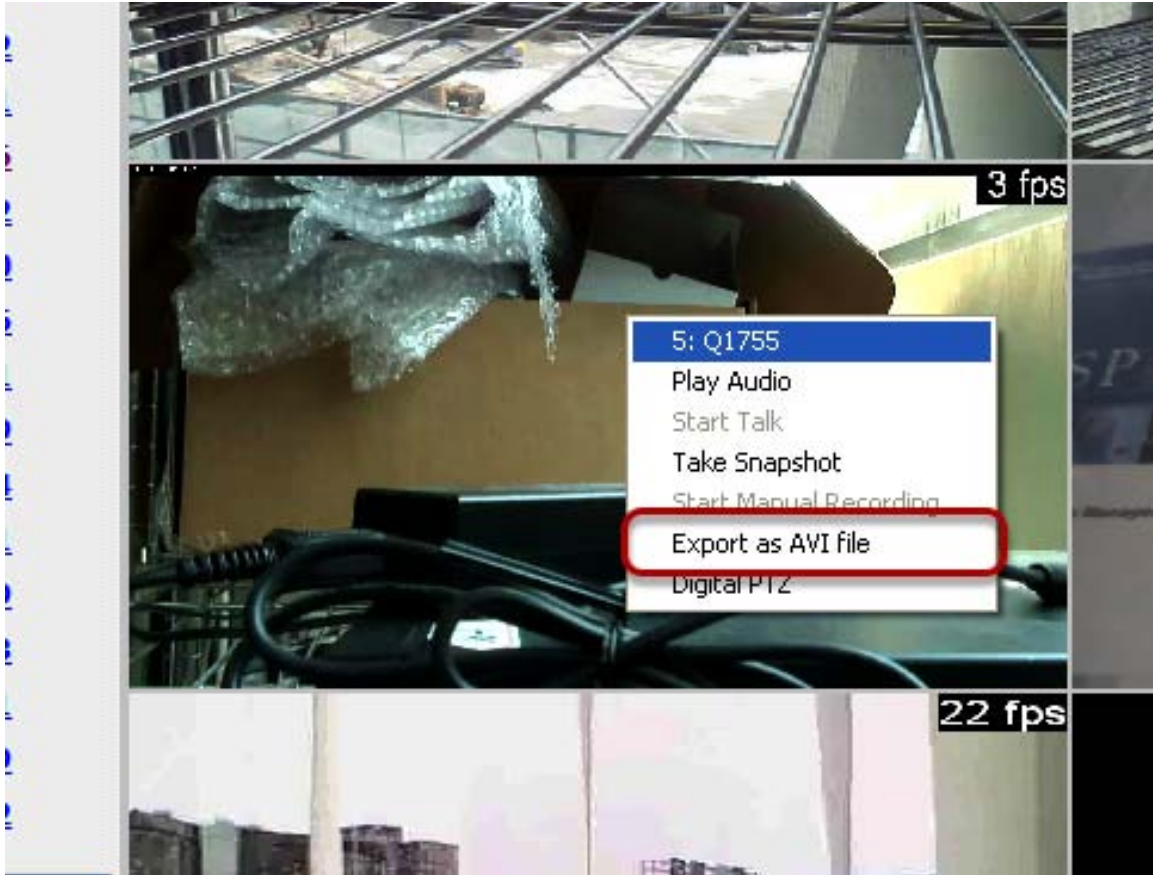 3 fps
5: Q1755
Play Audio
Start Talk
Take Snapshot
Start Manual Recording
Export as AVI file
Digital PTZ
22 fps